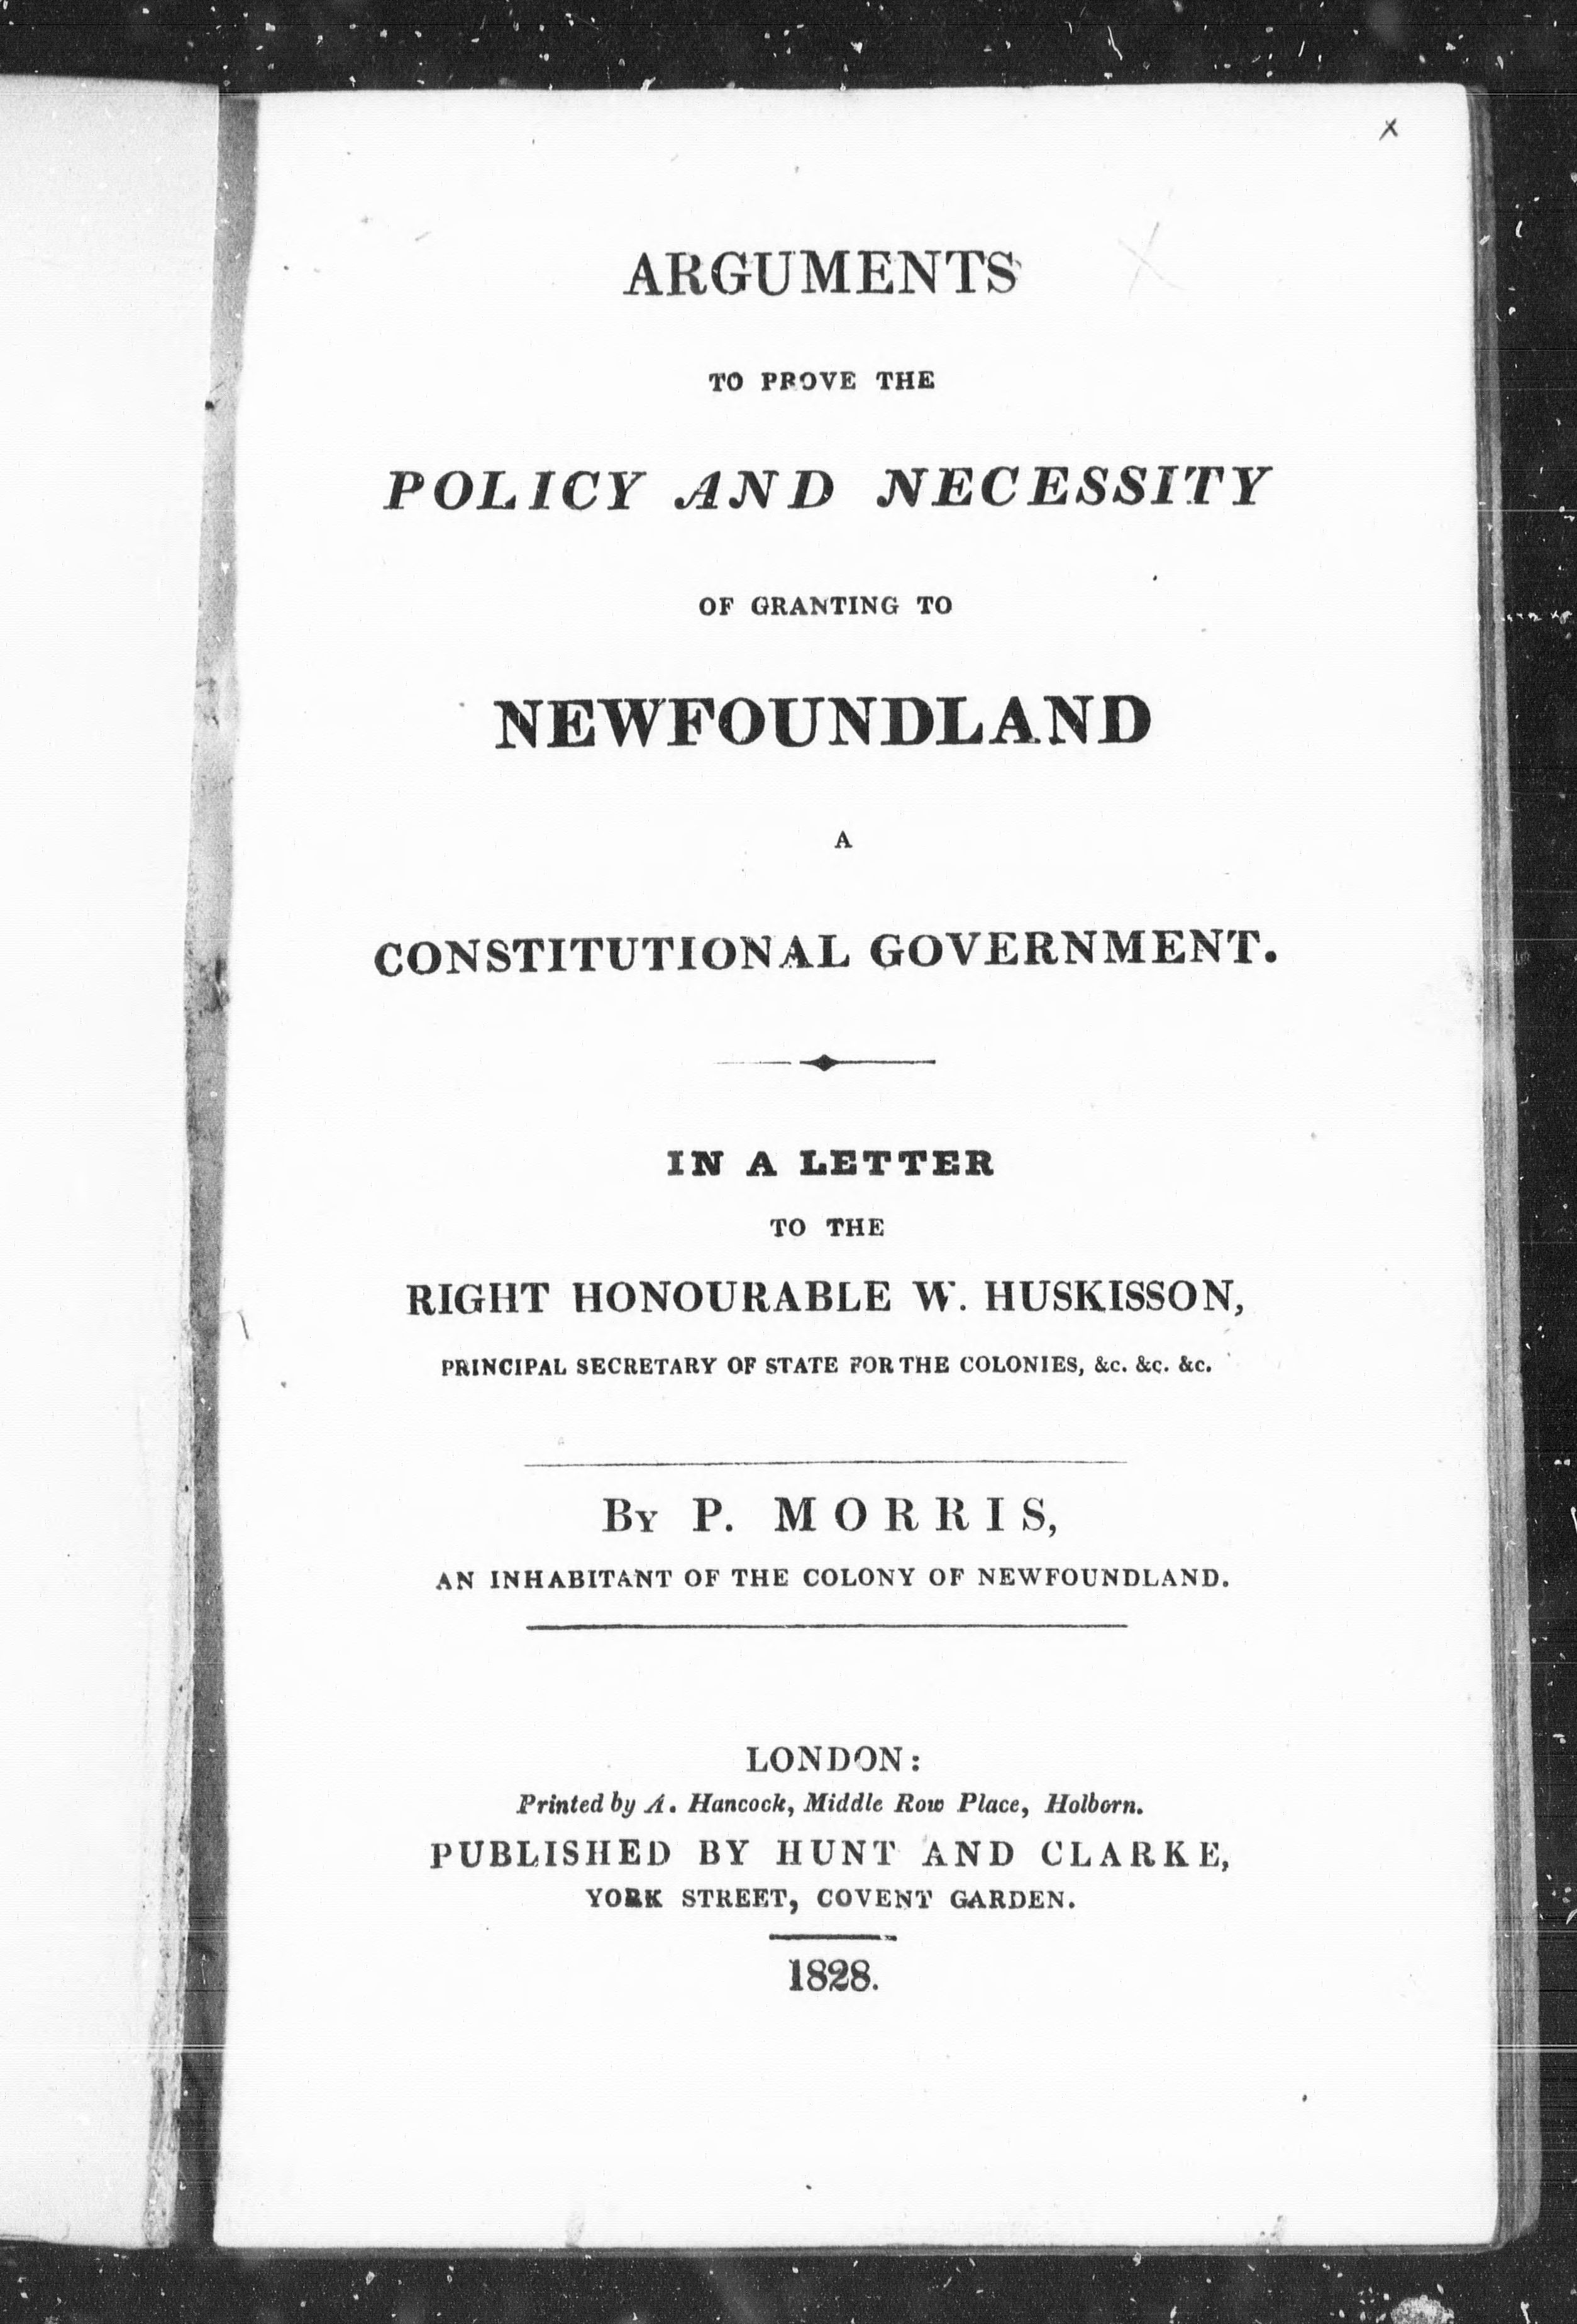 ARGUMENTS
TO PROVE THE
POLICY AND NECESSITY
OF GRANTING TO
NEWFOUNDLAND
A
CONSTITUTIONAL GOVERNMENT.
IN A LETTER
TO THE
RIGHT HONOURABLE W. HUSKISSON,
PRINCIPAL SECRETARY OF STATE FOR THE COLONIES, &c. &c. &c.
By P. MORRIS,
AN INHABITANT OF THE COLONY OF NEWFOUNDLAND.
LONDON:
Printed by A. Hancock, Middle Row Place, Holborn.
PUBLISHED BY HUNT AND CLARKE,
YORK STREET, COVENT GARDEN.
1828.